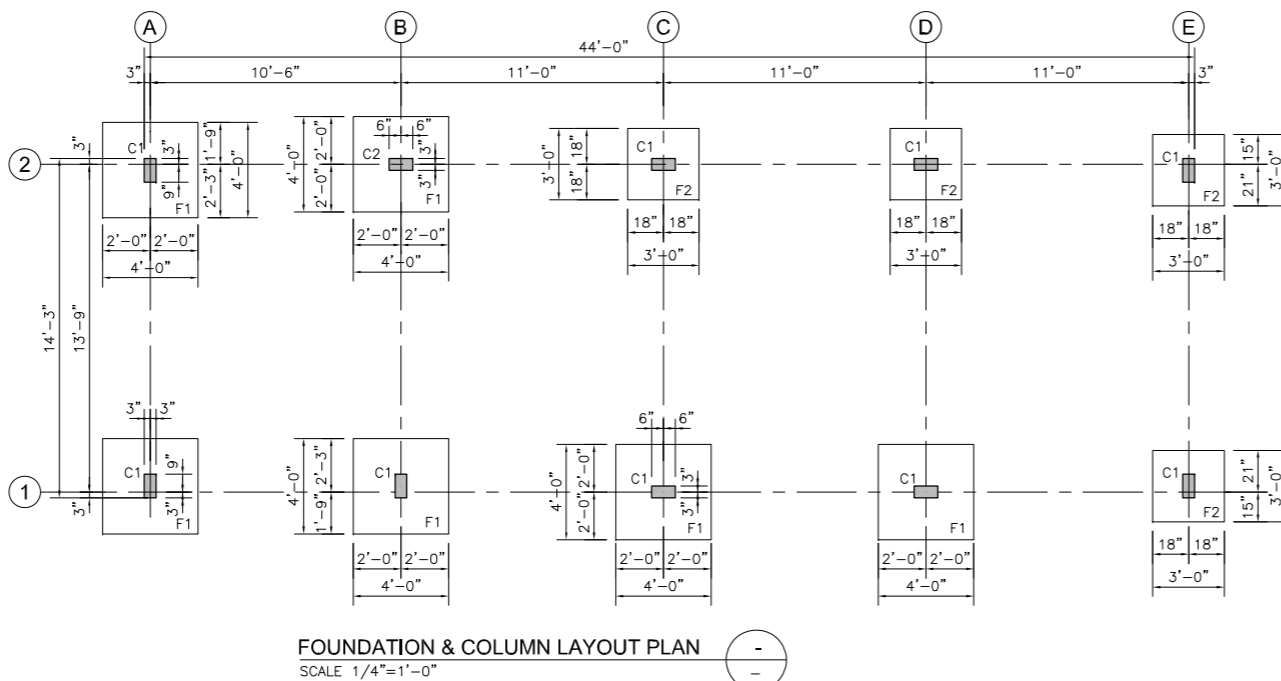 A B C D E
44'-0"
3" 10'-6" 11'-0" 11'-0" 11'-0" 3"
2
3"
C1 3" 1'-9" 4'-0"
9" 2'-3"
F1
2'-0" 2'-0"
4'-0"
6" 6"
4'-0" 2'-0" C2 3"
2'-0" 3"
F1
2'-0" 2'-0"
4'-0"
3'-0" 18" C1
18" F2
18" 18"
3'-0"
C1
F2
18" 18"
3'-0"
C1 15" 3'-0"
21"
F2
18" 18"
3'-0"
14'-3" 13'-9"
1
3" 3"
C1 9"
3" 3"
F1
4'-0" 2'-3" C1
1'-9"
2'-0" 2'-0"
4'-0"
6" 6"
4'-0" 2'-0" C1 3"
2'-0" 3"
F1
2'-0" 2'-0"
4'-0"
C1
F1
2'-0" 2'-0"
4'-0"
C1 21" 3'-0"
15"
F2
18" 18"
3'-0"
FOUNDATION & COLUMN LAYOUT PLAN -
SCALE 1/4"=1'-0" -